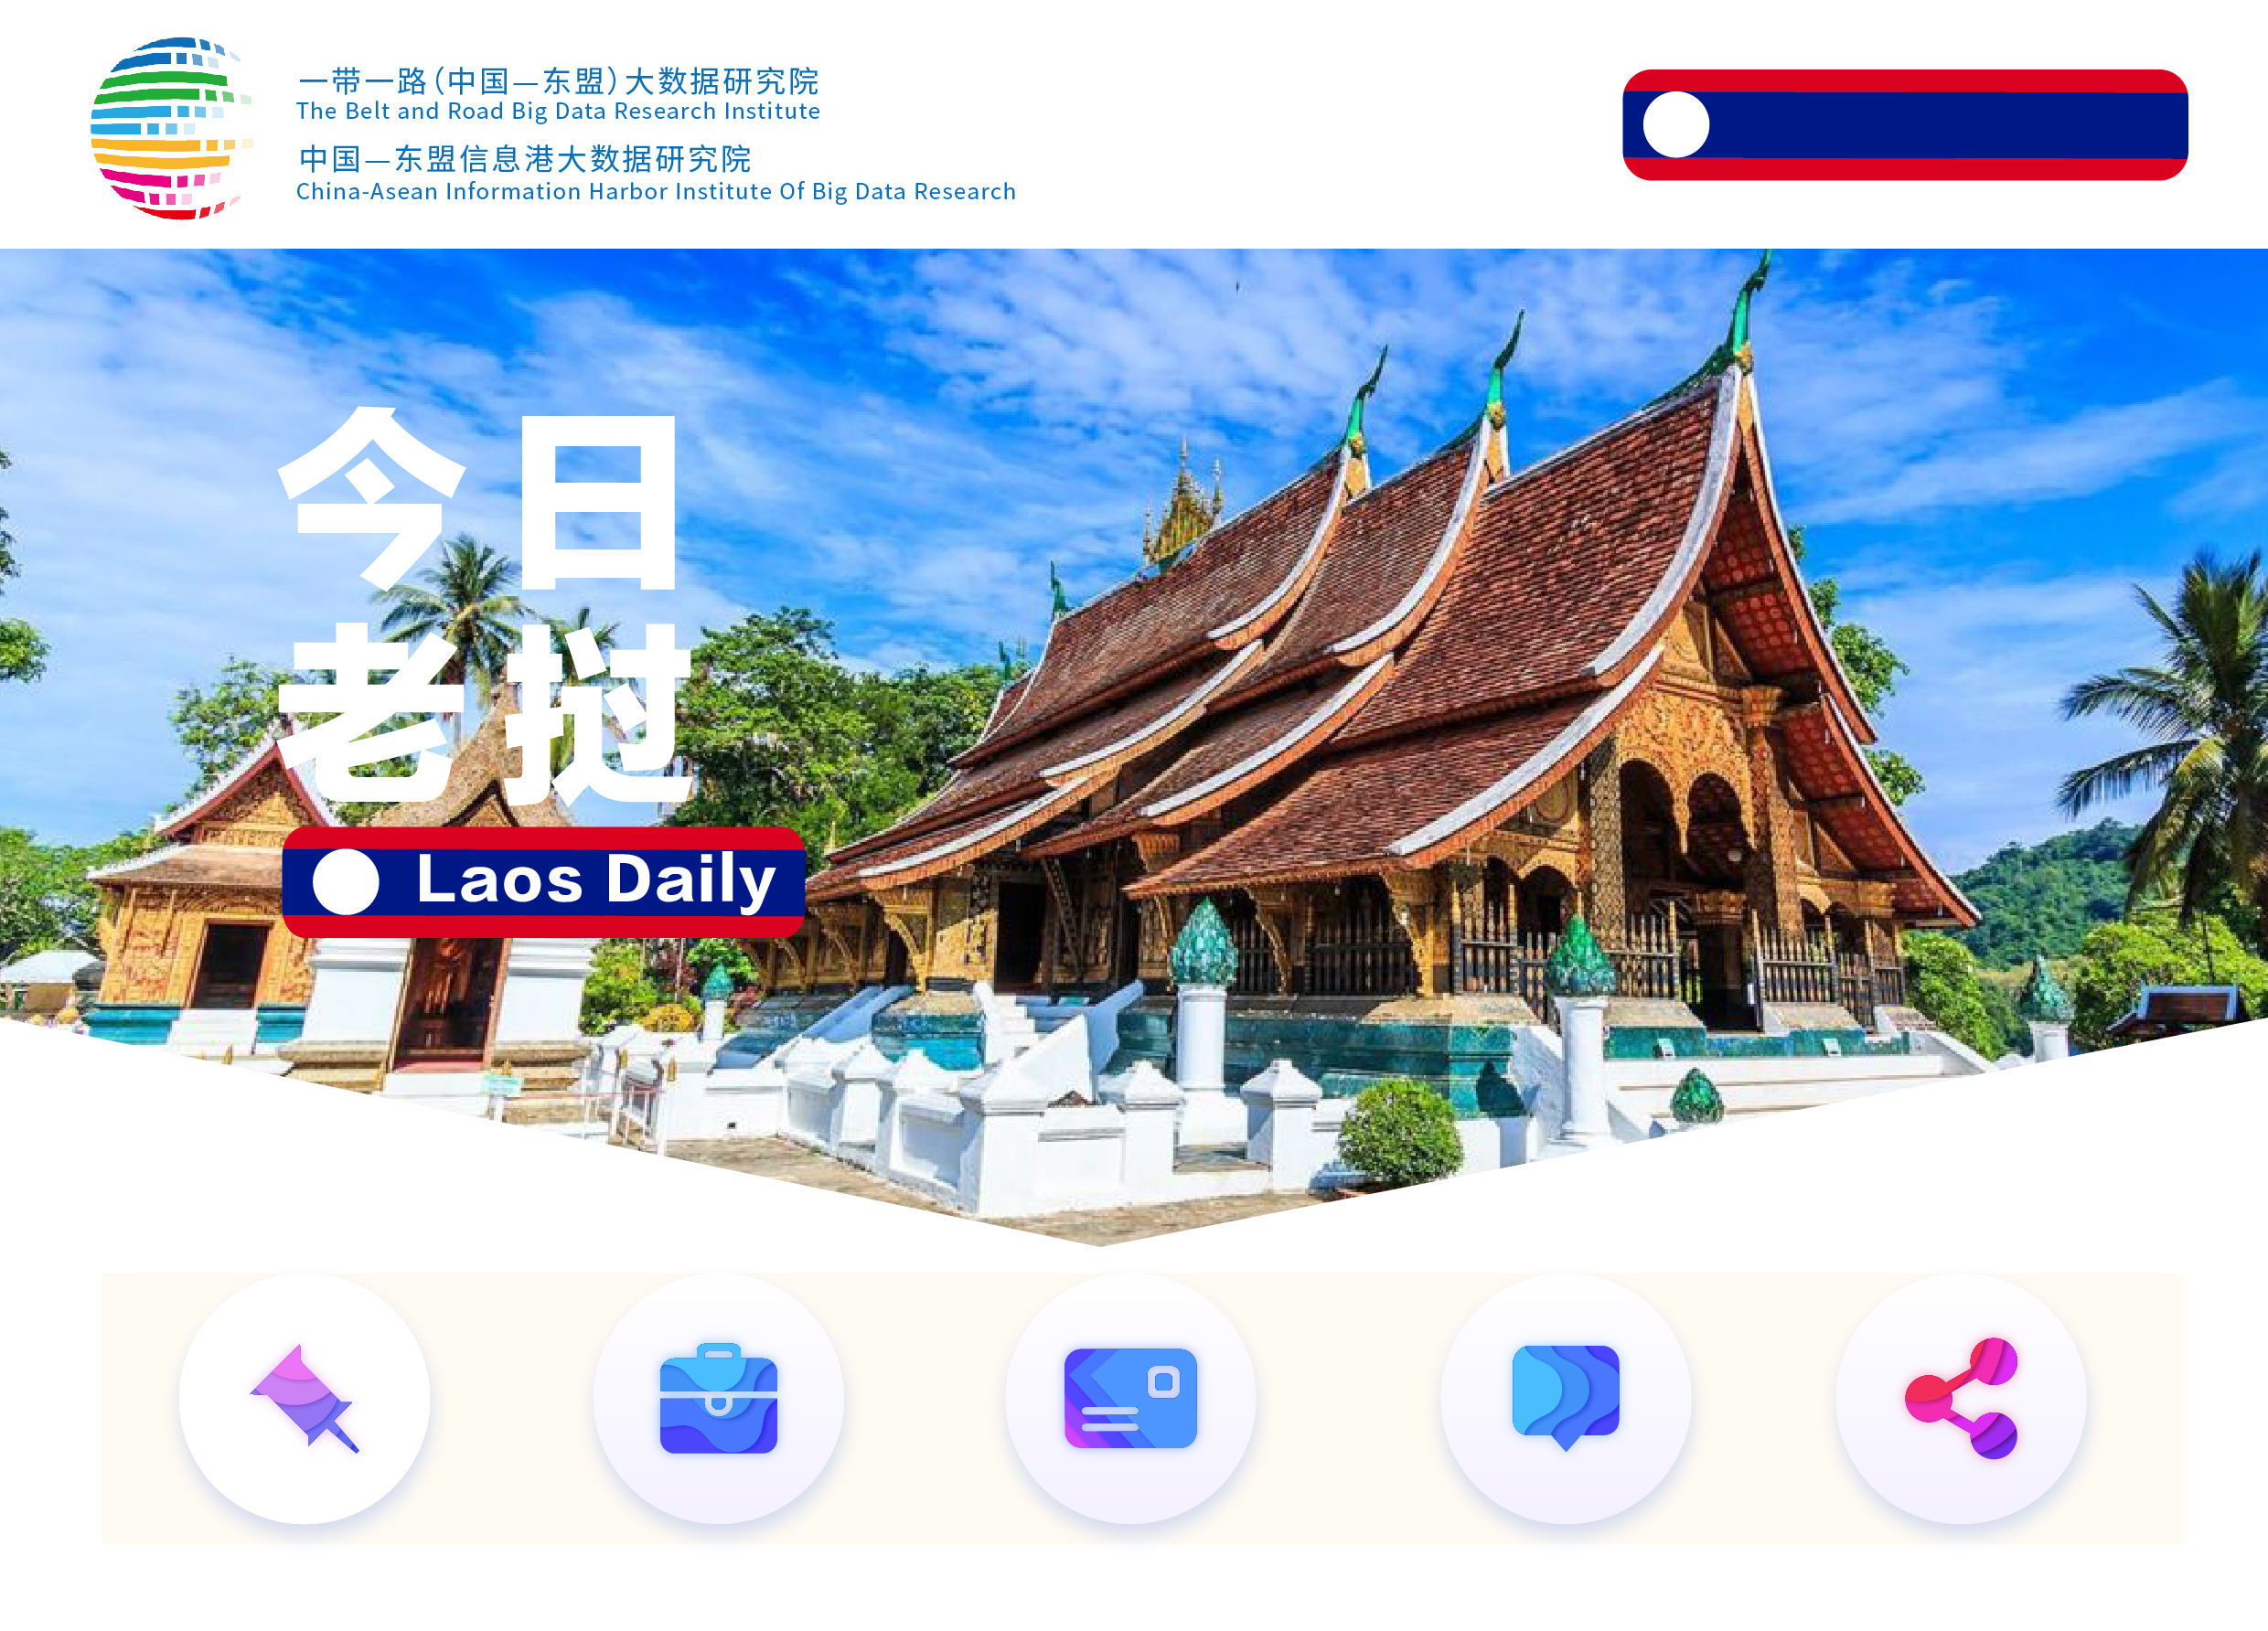 一带一路（中国—东盟）大数据研究院
The Belt and Road Big Data Research Institute
中国—东盟信息港大数据研究院
China-Asean Information Harbor Institute Of Big Data Research
今日
老挝
Laos Daily